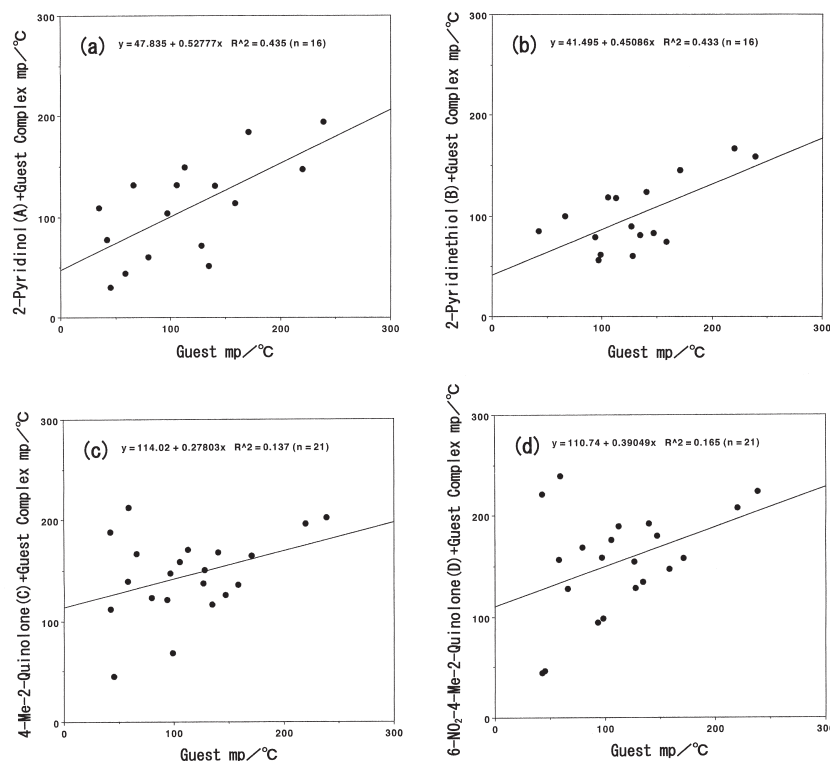 (a) y = 47.835 + 0.52777x R^2 = 0.435 (n = 16)
2-Pyridinol(A)+Guest Complex mp/℃
300
200
100
0
0 100 200 300
Guest mp/℃
(b) y = 41.495 + 0.45086x R^2 = 0.433 (n = 16)
2-Pyridinethiol(B)+Guest Complex mp/℃
300
200
100
0
0 100 200 300
Guest mp/℃
(c) y = 114.02 + 0.27803x R^2 = 0.137 (n = 21)
4-Me-2-Quinolone(C)+Guest Complex mp/℃
300
200
100
0
0 100 200 300
Guest mp/℃
(d) y = 110.74 + 0.39049x R^2 = 0.165 (n = 21)
6-NO₂-4-Me-2-Quinolone(D)+Guest Complex mp/℃
300
200
100
0
0 100 200 300
Guest mp/℃